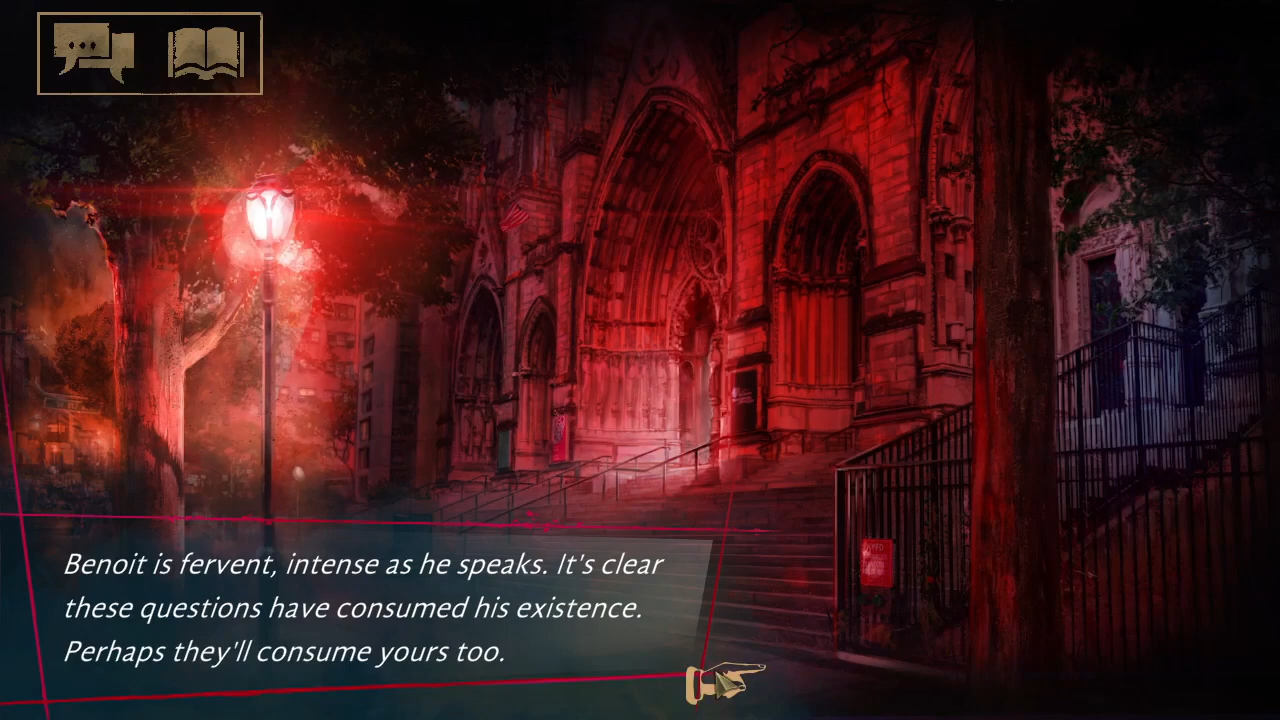 Benoit is fervent, intense as he speaks. It's clear
these questions have consumed his existence.
Perhaps they'll consume yours too.